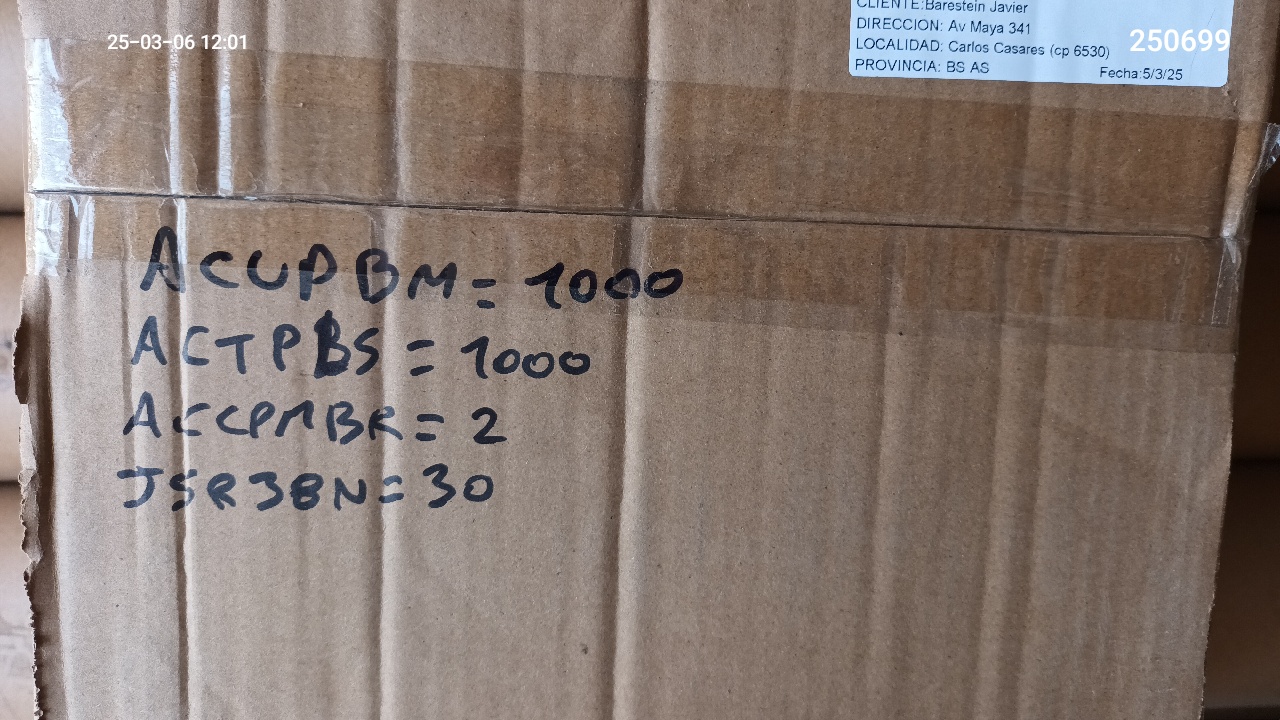 25-03-06 12:01
CLIENTE:Barestein Javier
DIRECCION: Av Maya 341
LOCALIDAD: Carlos Casares (cp 6530)
PROVINCIA: BS AS
Fecha:5/3/25
250699
ACUPBM = 1000
ACTPBS = 1000
ACCPMBR = 2
JSR38N = 30